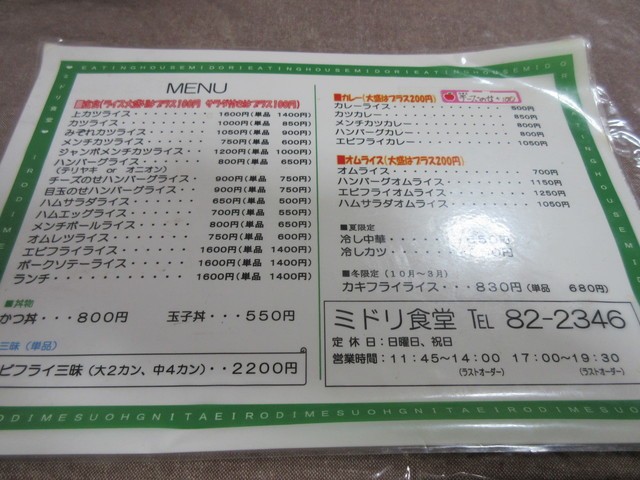 EATINGHOUSEMIDORIEATINGHOUSEMIDORIEATINGHOUSEMIDOR
MENU
■定食(ライス大盛はプラス100円 サラダ付はプラス100円)
上カツライス・・・・・・・1600円(単品 1400円)
カツライス・・・・・・・・1000円(単品 850円)
みぞれカツライス・・・・・1050円(単品 900円)
メンチカツライス・・・・・・750円(単品 600円)
ジャンボメンチカツライス・・1200円(単品 1000円)
ハンバーグライス・・・・・・800円(単品 650円)
(テリヤキ or オニオン)
チーズのせハンバーグライス・・900円(単品 750円)
目玉のせハンバーグライス・・・900円(単品 750円)
ハムサラダライス・・・・・・650円(単品 500円)
ハムエッグライス・・・・・・700円(単品 550円)
メンチボールライス・・・・・800円(単品 650円)
オムレツライス・・・・・・・750円(単品 600円)
エビフライライス・・・・・1600円(単品 1400円)
ポークソテーライス・・・・1600円(単品 1400円)
ランチ・・・・・・・・・・1600円(単品 1400円)
■丼物
かつ丼・・・800円 玉子丼・・・550円
三昧(単品)
ビフライ三昧(大2カン、中4カン)・・2200円
■カレー(大盛はプラス200円)
カレーライス・・・・・・・・・・・・600円
カツカレー・・・・・・・・・・・・・850円
メンチカツカレー・・・・・・・・・・800円
ハンバーグカレー・・・・・・・・・・800円
エビフライカレー・・・・・・・・・1050円
■オムライス(大盛はプラス200円)
オムライス・・・・・・・・・・・・・700円
ハンバーグオムライス・・・・・・・1150円
エビフライオムライス・・・・・・・1250円
ハムサラダオムライス・・・・・・・1050円
■夏限定
冷し中華・・・・・
冷しカツ・・・・・
■冬限定(10月~3月)
カキフライライス・・・830円(単品 680円)
ミドリ食堂 TEL 82-2346
定休日:日曜日、祝日
営業時間:11:45~14:00 17:00~19:30
(ラストオーダー) (ラストオーダー)